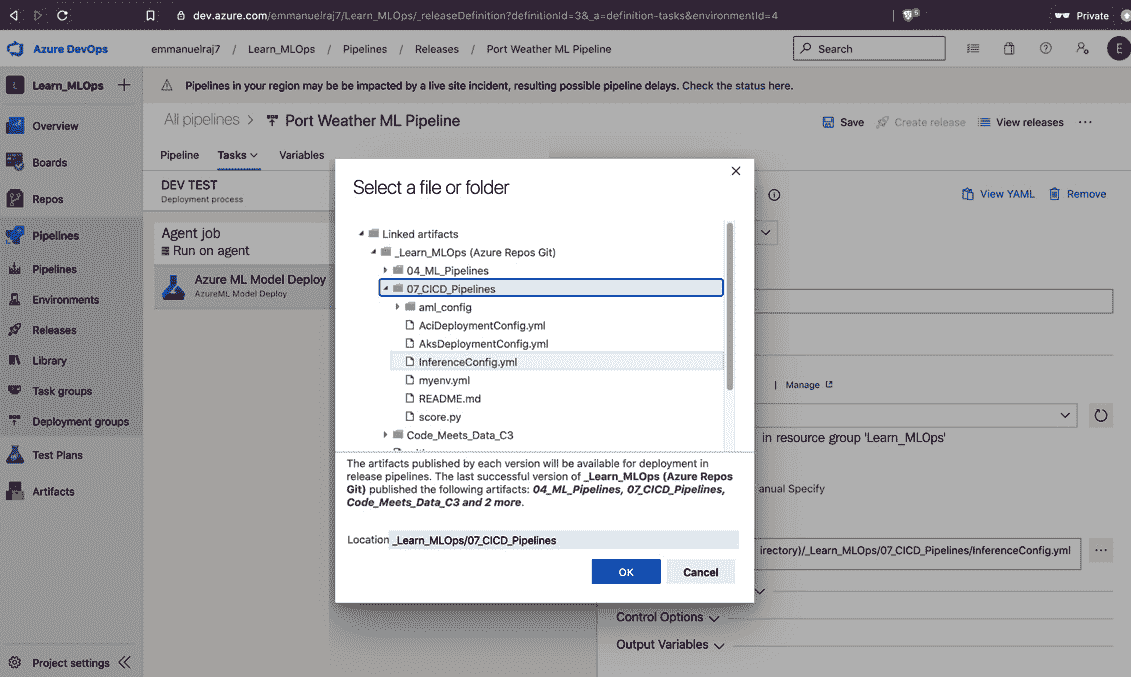 dev.azure.com/emmanuelraj7/Learn_MLOps/_releaseDefinition?definitionId=3&_a=definition-tasks&environmentId=4
5
Private
Azure DevOps
emmanuelraj7 / Learn_MLOps / Pipelines / Releases / Port Weather ML Pipeline
Search
E
L
Learn_MLOps
Pipelines in your region may be be impacted by a live site incident, resulting possible pipeline delays. Check the status here.
Overview
Boards
Repos
Pipelines
Pipelines
Environments
Releases
Library
Task groups
Deployment groups
Test Plans
Artifacts
Project settings
All pipelines > Port Weather ML Pipeline
Save
Create release
View releases
Pipeline
Tasks
Variables
DEV TEST
Deployment process
Agent job
Run on agent
Azure ML Model Deploy
AzureML Model Deploy
View YAML
Remove
Select a file or folder
Linked artifacts
_Learn_MLOps (Azure Repos Git)
04_ML_Pipelines
07_CICD_Pipelines
aml_config
AciDeploymentConfig.yml
AksDeploymentConfig.yml
InferenceConfig.yml
myenv.yml
README.md
score.py
Code_Meets_Data_C3
The artifacts published by each version will be available for deployment in
release pipelines. The last successful version of _Learn_MLOps (Azure Repos
Git) published the following artifacts: 04_ML_Pipelines, 07_CICD_Pipelines,
Code_Meets_Data_C3 and 2 more.
Location _Learn_MLOps/07_CICD_Pipelines
OK
Cancel
| Manage
in resource group 'Learn_MLOps'
anual Specify
irectory)/_Learn_MLOps/07_CICD_Pipelines/InferenceConfig.yml
Control Options
Output Variables